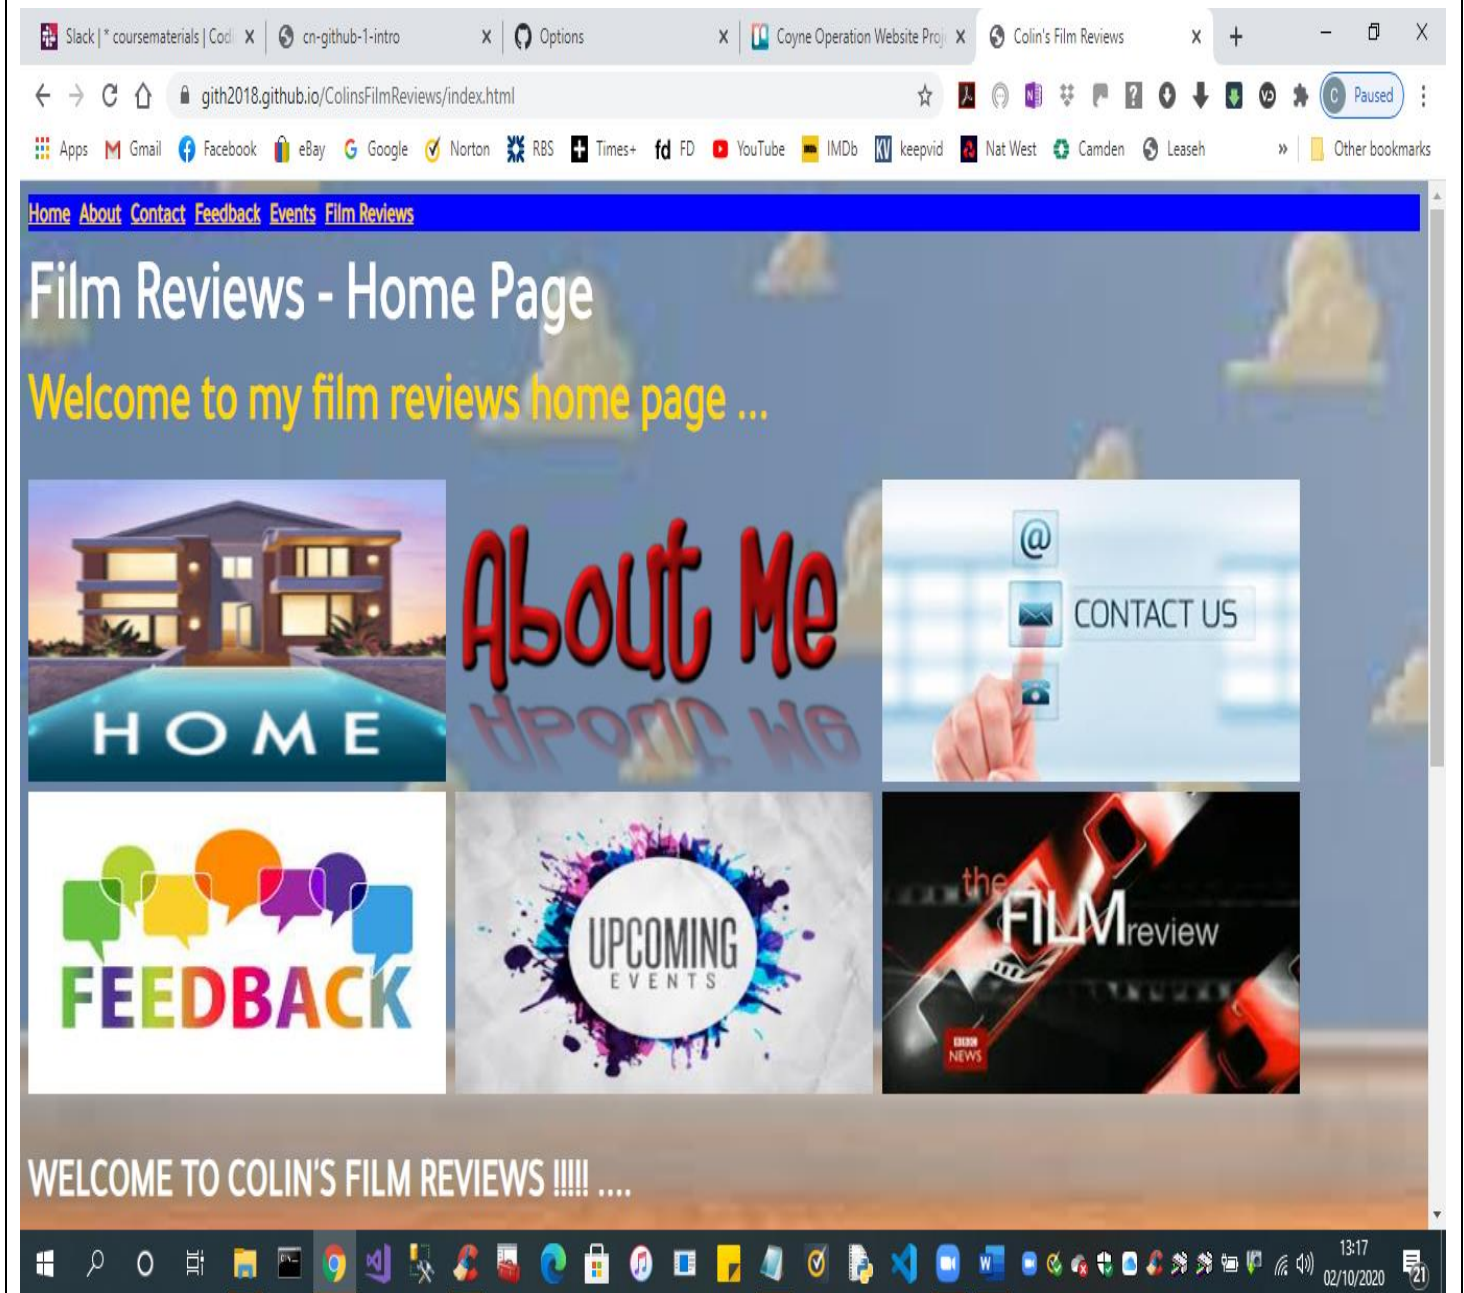 Slack | * coursematerials | Codi
cn-github-1-intro
Options
Coyne Operation Website Proj
Colin's Film Reviews
gith2018.github.io/ColinsFilmReviews/index.html
C Paused
Apps Gmail Facebook eBay Google Norton RBS Times+ fd FD YouTube IMDb KV keepvid Nat West Camden Leaseh » Other bookmarks
Home About Contact Feedback Events Film Reviews
Film Reviews - Home Page
Welcome to my film reviews home page ...
HOME
About Me
@
CONTACT US
FEEDBACK
UPCOMING
EVENTS
the
FILMreview
BBC
NEWS
WELCOME TO COLIN'S FILM REVIEWS !!!!! ....
13:17
02/10/2020
21